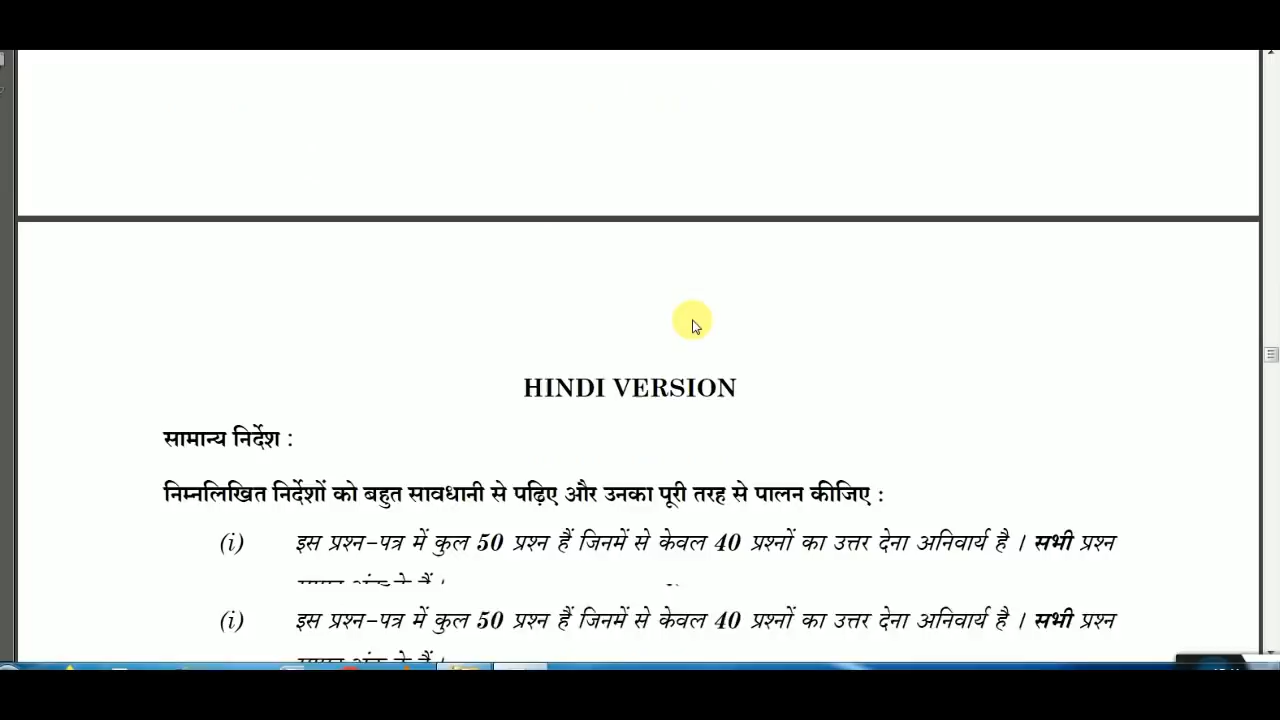 HINDI VERSION
सामान्य निर्देश :
निम्नलिखित निर्देशों को बहुत सावधानी से पढ़िए और उनका पूरी तरह से पालन कीजिए :
(i) इस प्रश्न-पत्र में कुल 50 प्रश्न हैं जिनमें से केवल 40 प्रश्नों का उत्तर देना अनिवार्य है । सभी प्रश्न
(i) इस प्रश्न-पत्र में कुल 50 प्रश्न हैं जिनमें से केवल 40 प्रश्नों का उत्तर देना अनिवार्य है । सभी प्रश्न